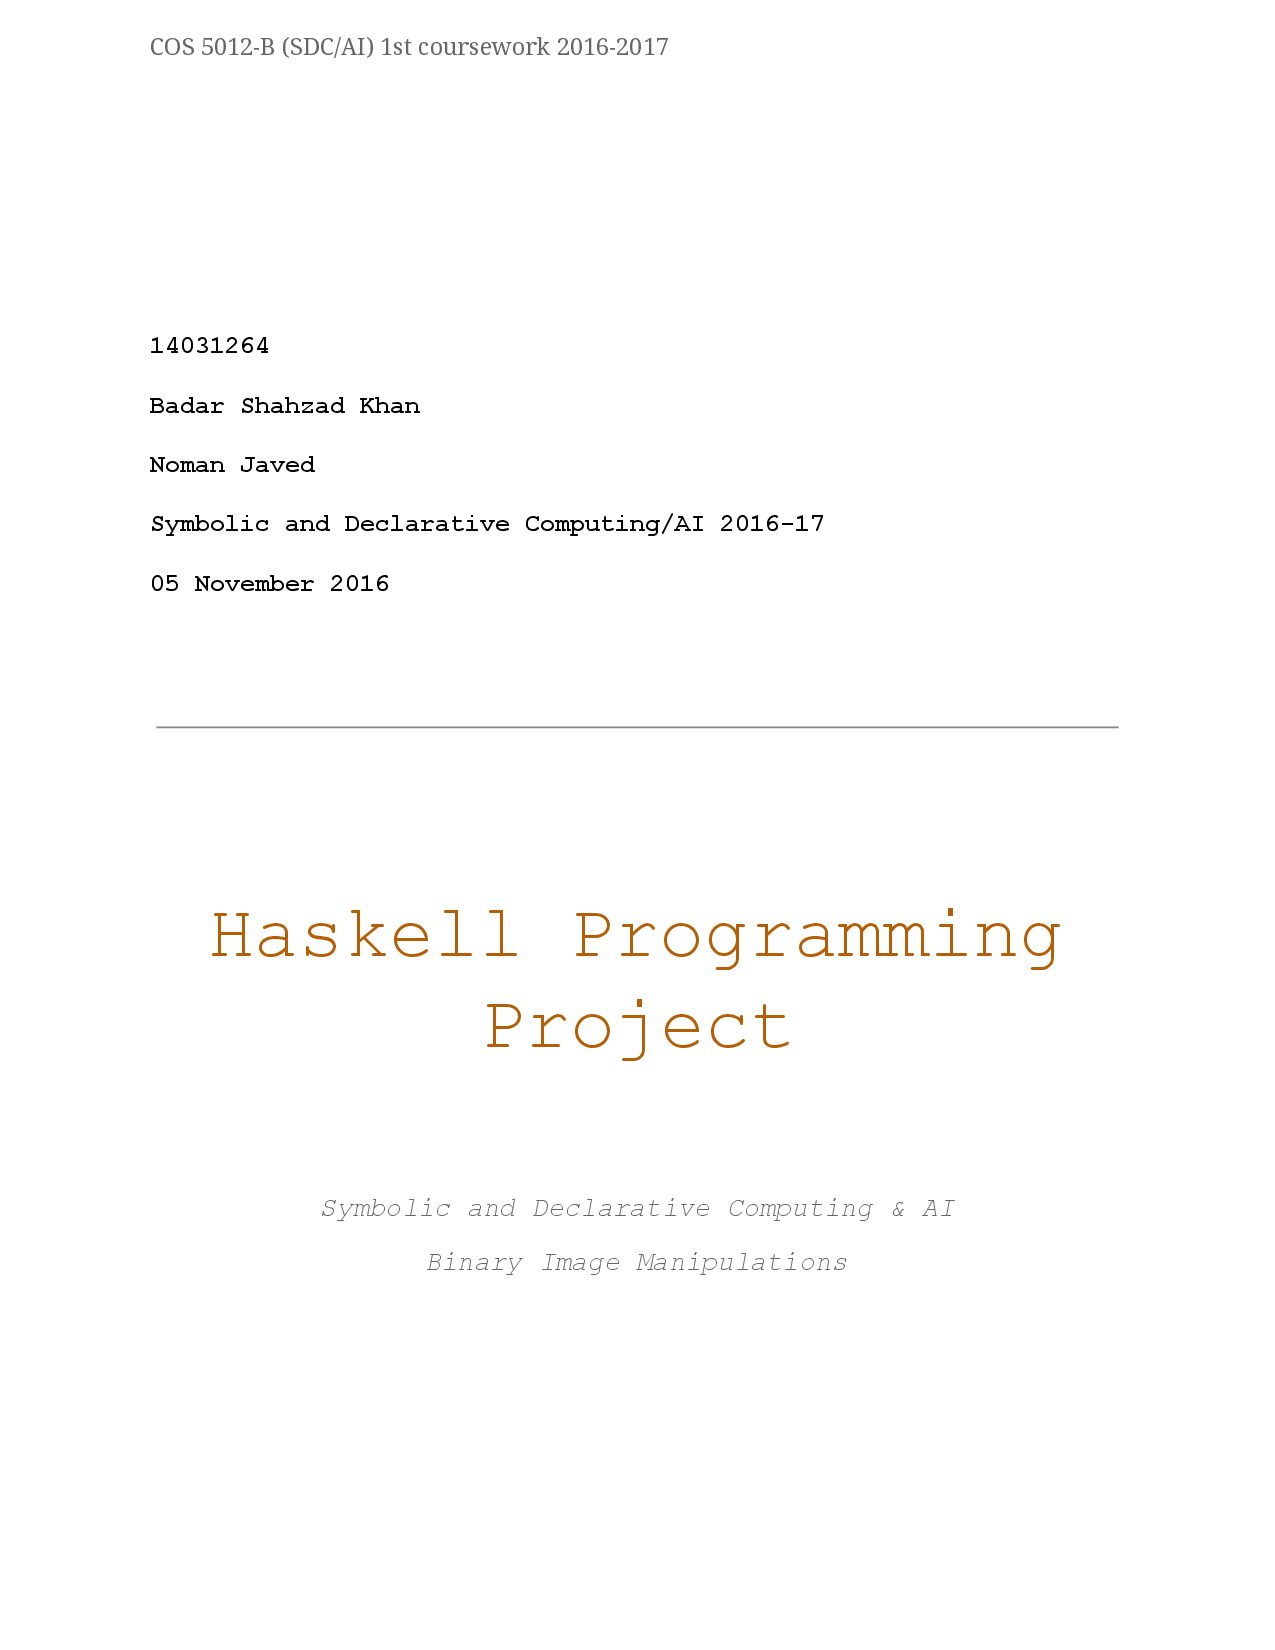 COS 5012-B (SDC/AI) 1st coursework 2016-2017
14031264
Badar Shahzad Khan
Noman Javed
Symbolic and Declarative Computing/AI 2016-17
05 November 2016
Haskell Programming
Project
Symbolic and Declarative Computing & AI
Binary Image Manipulations